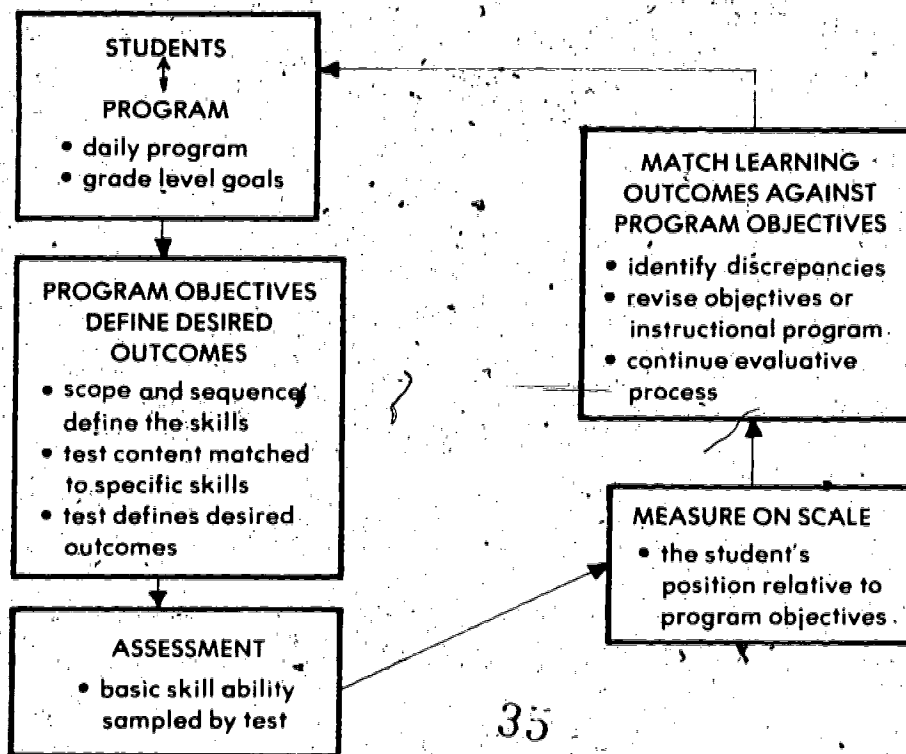 STUDENTS
PROGRAM
• daily program
• grade level goals
PROGRAM OBJECTIVES
DEFINE DESIRED
OUTCOMES
• scope and sequence
define the skills
• test content matched
to specific skills
• test defines desired
outcomes
ASSESSMENT
• basic skill ability
sampled by test
MEASURE ON SCALE
• the student's
position relative to
program objectives
MATCH LEARNING
OUTCOMES AGAINST
PROGRAM OBJECTIVES
• identify discrepancies
• revise objectives or
instructional program
• continue evaluative
process
35